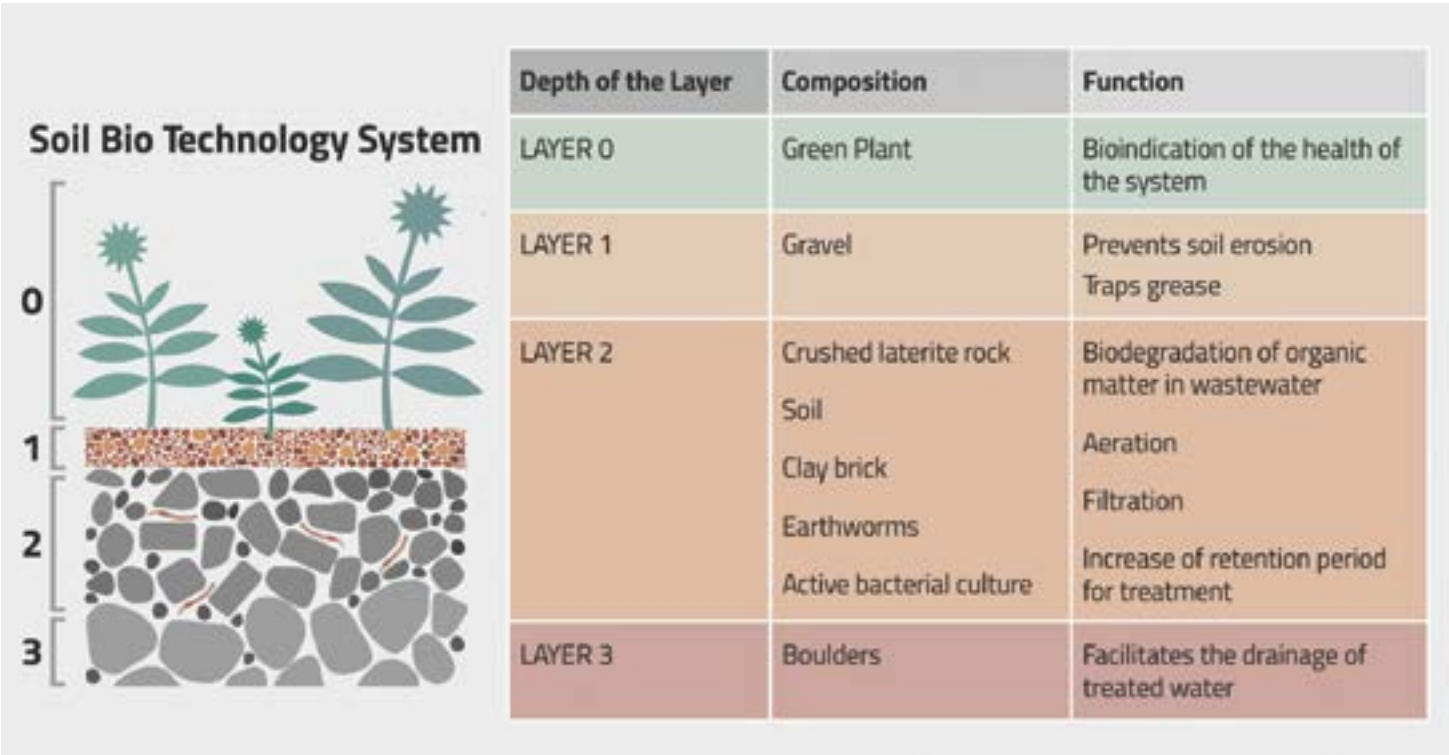 Soil Bio Technology System
0
1
2
3
Depth of the Layer
Composition
Function
LAYER 0
Green Plant
Bioindication of the health of
the system
LAYER 1
Gravel
Prevents soil erosion
Traps grease
LAYER 2
Crushed laterite rock
Soil
Clay brick
Earthworms
Active bacterial culture
Biodegradation of organic
matter in wastewater
Aeration
Filtration
Increase of retention period
for treatment
LAYER 3
Boulders
Facilitates the drainage of
treated water